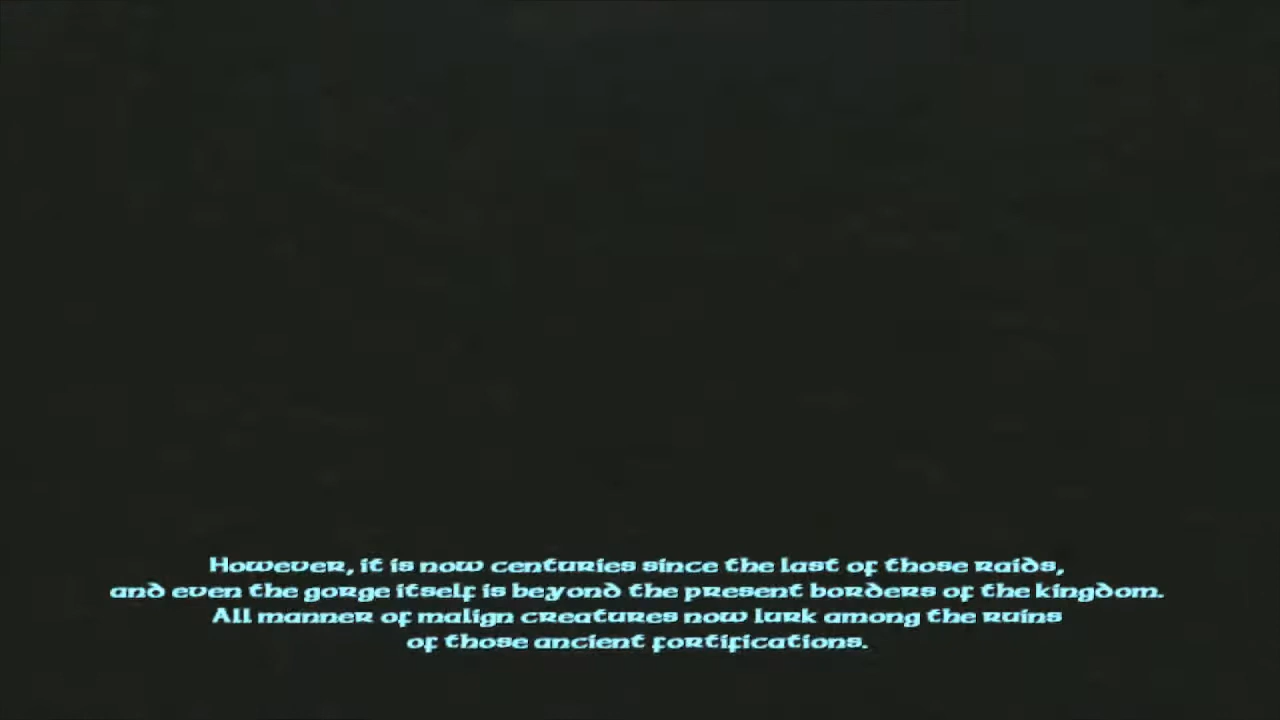 However, it is now centuries since the last of those raids,
and even the gorge itself is beyond the present borders of the kingdom.
All manner of malign creatures now lurk among the ruins
of those ancient fortifications.